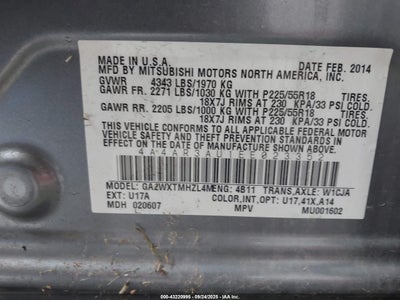 MADE IN U.S.A. DATE FEB. 2014
MFD BY MITSUBISHI MOTORS NORTH AMERICA, INC.
GVWR 4343 LBS/1970 KG
GAWR FR. 2271 LBS/1030 KG WITH P225/55R18 TIRES,
18X7J RIMS AT 230 KPA/33 PSI COLD.
GAWR RR. 2205 LBS/1000 KG WITH P225/55R18 TIRES,
18X7J RIMS AT 230 KPA/33 PSI COLD.
THIS VEHICLE CONFORMS TO ALL APPLICABLE
FEDERAL MOTOR VEHICLE SAFETY STANDARDS IN
EFFECT ON THE DATE OF MANUFACTURE SHOWN ABOVE.
4A4AR3AU1EE023352
MODEL: GA2WXTMHZL4M ENG: 4B11 TRANS,AXLE: W1CJA
EXT: U17A COLOR,INT,OPT: U17,41X,A14
MDH 020607 MPV MU001602
ID: 000-43220995 (09/24/2025) - IAA